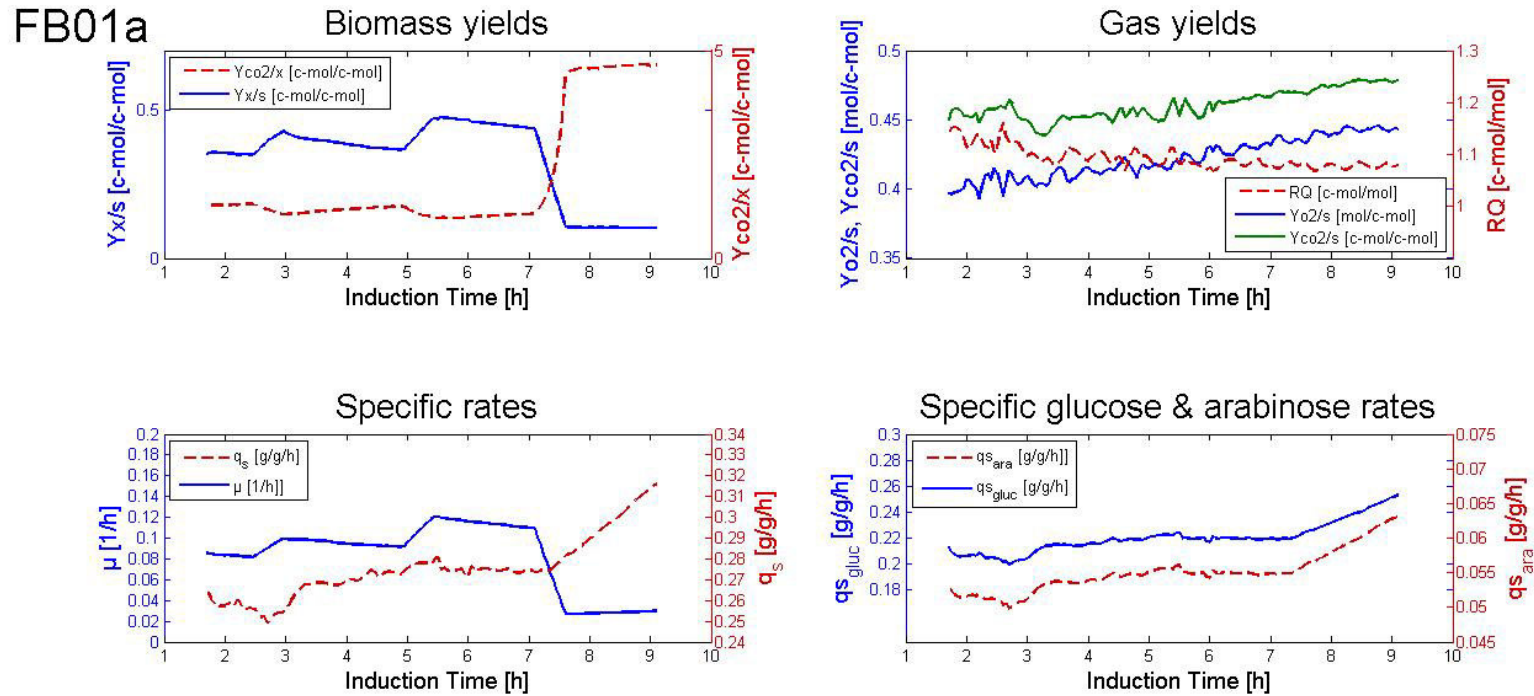 FB01a
Biomass yields
Yx/s [c-mol/c-mol]
0.5
0
Yco2/x [c-mol/c-mol]
Yx/s [c-mol/c-mol]
5
0
Yco2/x [c-mol/c-mol]
1 2 3 4 5 6 7 8 9 10
Induction Time [h]
Gas yields
Yo2/s, Yco2/s [mol/c-mol]
0.5
0.45
0.4
0.35
RQ [c-mol/mol]
Yo2/s [mol/c-mol]
Yco2/s [c-mol/c-mol]
1.3
1.2
1.1
1
RQ [c-mol/mol]
1 2 3 4 5 6 7 8 9 10
Induction Time [h]
Specific rates
µ [1/h]
0.2
0.18
0.16
0.14
0.12
0.1
0.08
0.06
0.04
0.02
0
qs [g/g/h]
µ [1/h]]
0.34
0.33
0.32
0.31
0.3
0.29
0.28
0.27
0.26
0.25
0.24
qs [g/g/h]
1 2 3 4 5 6 7 8 9 10
Induction Time [h]
Specific glucose & arabinose rates
qsgluc [g/g/h]
0.3
0.26
0.24
0.22
0.2
0.18
qsara [g/g/h]]
qsgluc [g/g/h]
0.075
0.07
0.065
0.06
0.055
0.05
0.045
qsara [g/g/h]
1 2 3 4 5 6 7 8 9 10
Induction Time [h]